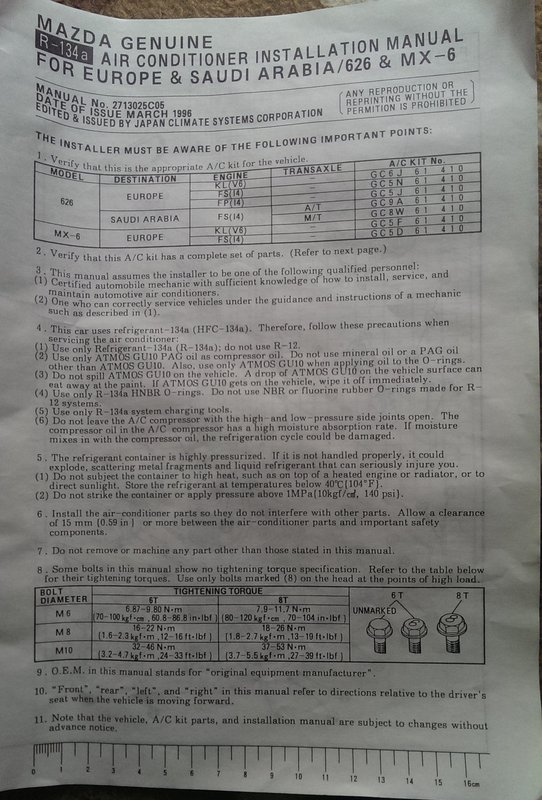 MAZDA GENUINE
R-134a AIR CONDITIONER INSTALLATION MANUAL
FOR EUROPE & SAUDI ARABIA/626 & MX-6
MANUAL No. 2713025C05
DATE OF ISSUE MARCH 1996
EDITED & ISSUED BY JAPAN CLIMATE SYSTEMS CORPORATION
(ANY REPRODUCTION OR
REPRINTING WITHOUT THE
PERMITION IS PROHIBITED)
THE INSTALLER MUST BE AWARE OF THE FOLLOWING IMPORTANT POINTS:
1. Verify that this is the appropriate A/C kit for the vehicle.
MODEL DESTINATION ENGINE TRANSAXLE A/C KIT No.
626 EUROPE KL(V6) – GC6J 61 410
FS(I4) – GC5N 61 410
FP(I4) – GC5J 61 410
SAUDI ARABIA FS(I4) A/T GC9A 61 410
M/T GC8W 61 410
MX-6 EUROPE KL(V6) – GC5F 61 410
FS(I4) – GC5D 61 410
2. Verify that this A/C kit has a complete set of parts. (Refer to next page.)
3. This manual assumes the installer to be one of the following qualified personnel:
(1) Certified automobile mechanic with sufficient knowledge of how to install, service, and
maintain automotive air conditioners.
(2) One who can correctly service vehicles under the guidance and instructions of a mechanic
such as described in (1).
4. This car uses refrigerant-134a (HFC-134a). Therefore, follow these precautions when
servicing the air conditioner:
(1) Use only Refrigerant-134a (R-134a); do not use R-12.
(2) Use only ATMOS GU10 PAG oil as compressor oil. Do not use mineral oil or a PAG oil
other than ATMOS GU10. Also, use only ATMOS GU10 when applying oil to the O-rings.
(3) Do not spill ATMOS GU10 on the vehicle. A drop of ATMOS GU10 on the vehicle surface can
eat away at the paint. If ATMOS GU10 gets on the vehicle, wipe it off immediately.
(4) Use only R-134a HNBR O-rings. Do not use NBR or fluorine rubber O-rings made for R-
12 systems.
(5) Use only R-134a system charging tools.
(6) Do not leave the A/C compressor with the high-and low-pressure side joints open. The
compressor oil in the A/C compressor has a high moisture absorption rate. If moisture
mixes in with the compressor oil, the refrigeration cycle could be damaged.
5. The refrigerant container is highly pressurized. If it is not handled properly, it could
explode, scattering metal fragments and liquid refrigerant that can seriously injure you.
(1) Do not subject the container to high heat, such as on top of a heated engine or radiator, or to
direct sunlight. Store the refrigerant at temperatures below 40℃{104°F}.
(2) Do not strike the container or apply pressure above 1MPa{10kgf/㎠, 140 psi}.
6. Install the air-conditioner parts so they do not interfere with other parts. Allow a clearance
of 15 mm {0.59 in} or more between the air-conditioner parts and important safety
components.
7. Do not remove or machine any part other than those stated in this manual.
8. Some bolts in this manual show no tightening torque specification. Refer to the table below
for their tightening torques. Use only bolts marked (8) on the head at the points of high load.
BOLT DIAMETER TIGHTENING TORQUE
6T 8T
M6 6.87-9.80 N·m 7.9-11.7 N·m
{70-100 kgf·cm, 60.8-86.8 in·lbf} {80-120 kgf·cm, 70-104 in·lbf}
M8 16-22 N·m 18-26 N·m
{1.6-2.3 kgf·m, 12-16 ft·lbf} {1.8-2.7 kgf·m, 13-19 ft·lbf}
M10 32-46 N·m 37-53 N·m
{3.2-4.7 kgf·m, 24-33 ft·lbf} {3.7-5.5 kgf·m, 27-39 ft·lbf}
UNMARKED 6T 8T
9. O.E.M. in this manual stands for "original equipment manufacturer".
10. "Front", "rear", "left", and "right" in this manual refer to directions relative to the driver's
seat when the vehicle is moving forward.
11. Note that the vehicle, A/C kit parts, and installation manual are subject to changes without
advance notice.
0 1 2 3 4 5 6 7 8 9 10 11 12 13 14 15 16cm